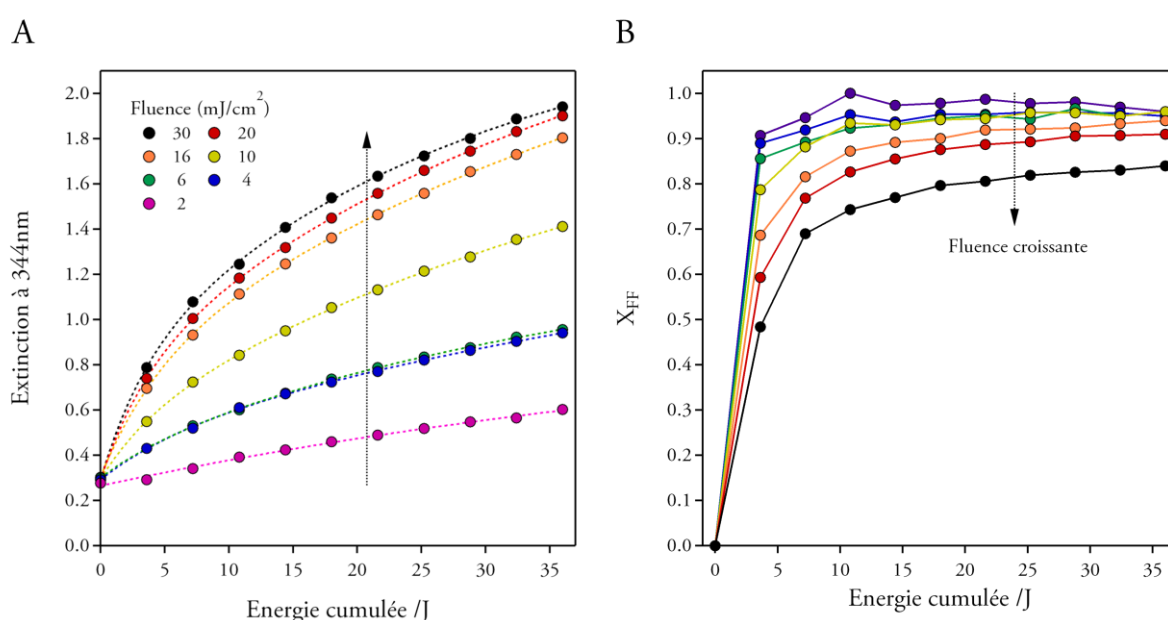 A
Extinction à 344nm
2.0
1.8
1.6
1.4
1.2
1.0
0.8
0.6
0.4
0.2
0.0
Fluence (mJ/cm²)
30 20
16 10
6 4
2
0 5 10 15 20 25 30 35
Energie cumulée /J
B
X_FF
1.0
0.9
0.8
0.7
0.6
0.5
0.4
0.3
0.2
0.1
0.0
Fluence croissante
0 5 10 15 20 25 30 35
Energie cumulée /J